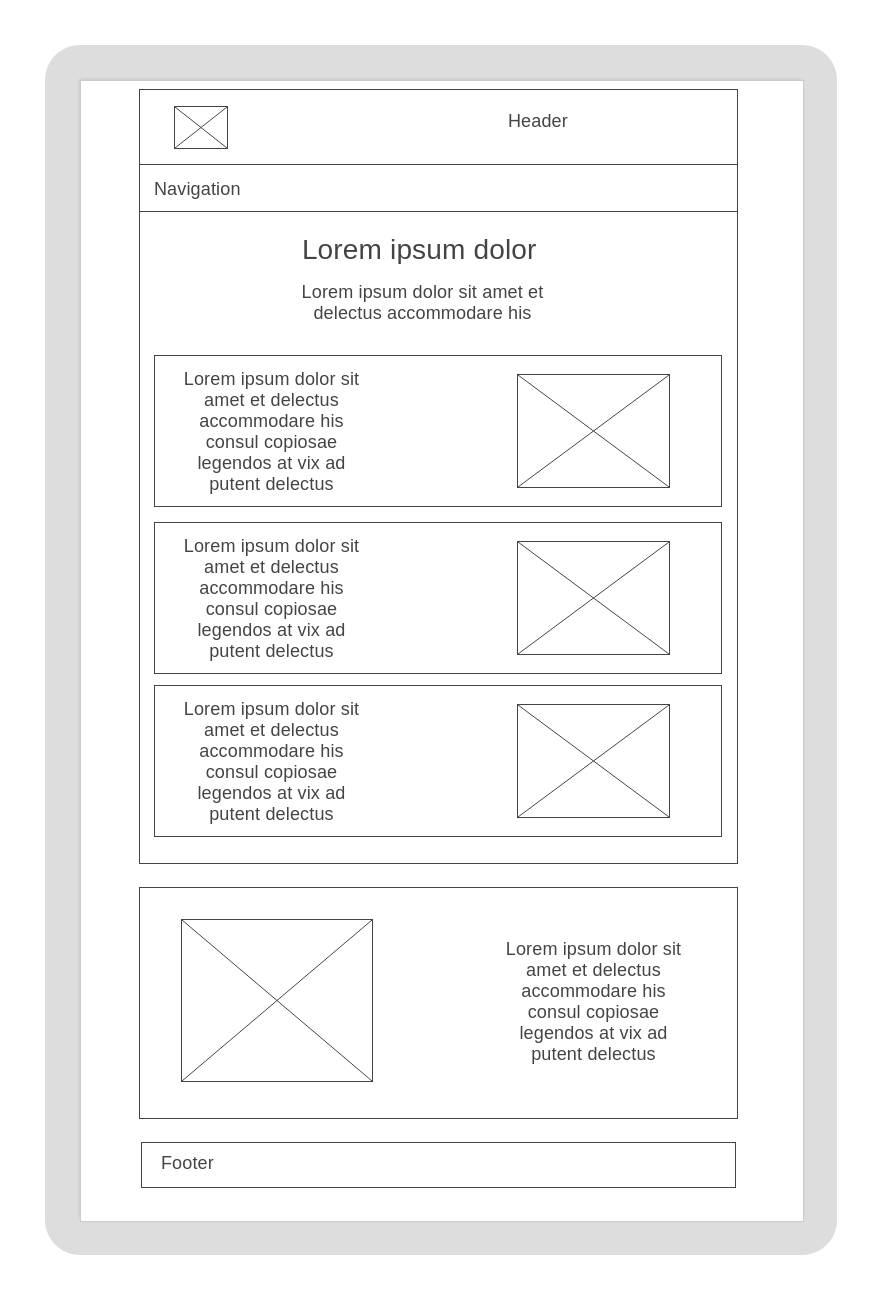 Header
Navigation
Lorem ipsum dolor
Lorem ipsum dolor sit amet et
delectus accommodare his
Lorem ipsum dolor sit
amet et delectus
accommodare his
consul copiosae
legendos at vix ad
putent delectus
Lorem ipsum dolor sit
amet et delectus
accommodare his
consul copiosae
legendos at vix ad
putent delectus
Lorem ipsum dolor sit
amet et delectus
accommodare his
consul copiosae
legendos at vix ad
putent delectus
Lorem ipsum dolor sit
amet et delectus
accommodare his
consul copiosae
legendos at vix ad
putent delectus
Footer